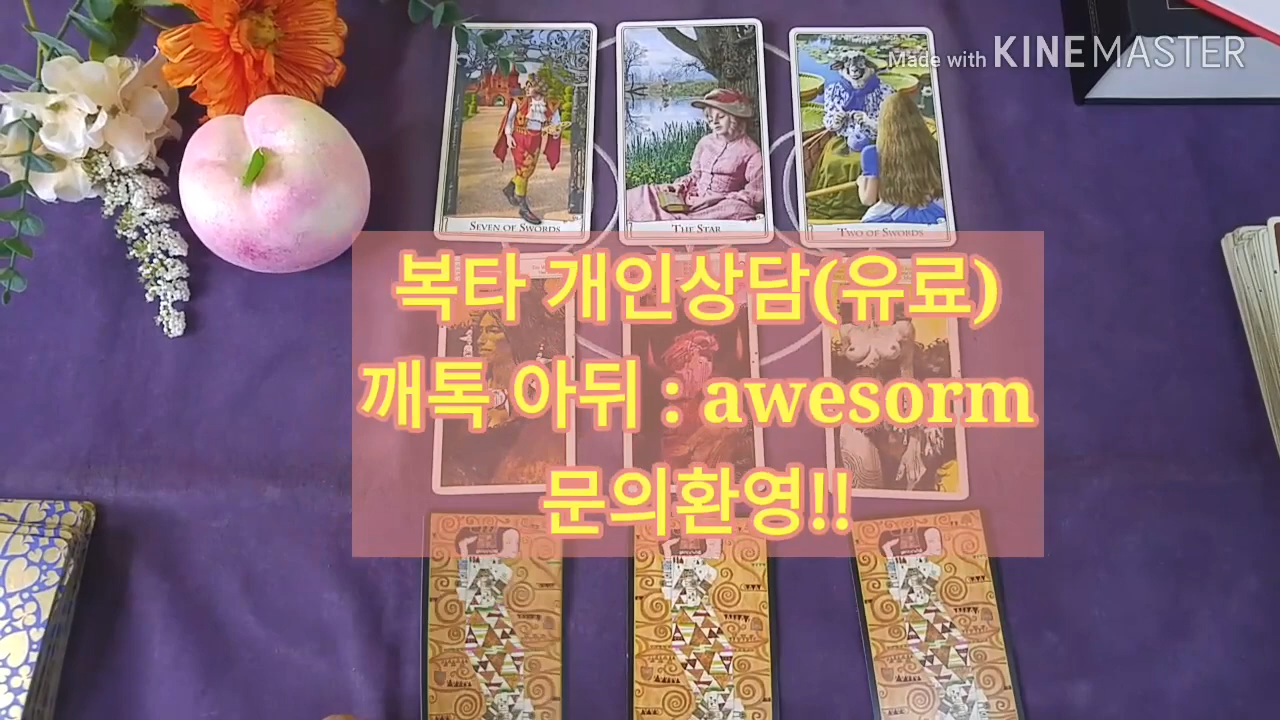 Made with KINEMASTER
SEVEN OF SWORDS
THE STAR
TWO OF SWORDS
복타 개인상담(유료)
깨톡 아뒤 : awesorm
문의환영!!